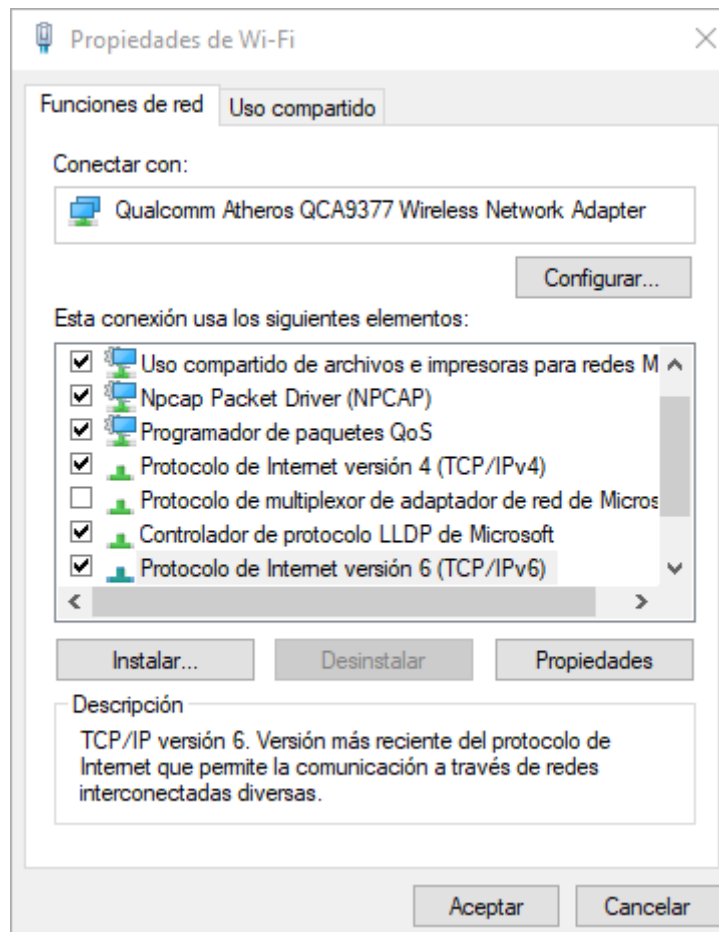 Propiedades de Wi-Fi
Funciones de red
Uso compartido
Conectar con:
Qualcomm Atheros QCA9377 Wireless Network Adapter
Configurar...
Esta conexión usa los siguientes elementos:
Uso compartido de archivos e impresoras para redes M
Npcap Packet Driver (NPCAP)
Programador de paquetes QoS
Protocolo de Internet versión 4 (TCP/IPv4)
Protocolo de multiplexor de adaptador de red de Micros
Controlador de protocolo LLDP de Microsoft
Protocolo de Internet versión 6 (TCP/IPv6)
Instalar...
Desinstalar
Propiedades
Descripción
TCP/IP versión 6. Versión más reciente del protocolo de
Internet que permite la comunicación a través de redes
interconectadas diversas.
Aceptar
Cancelar